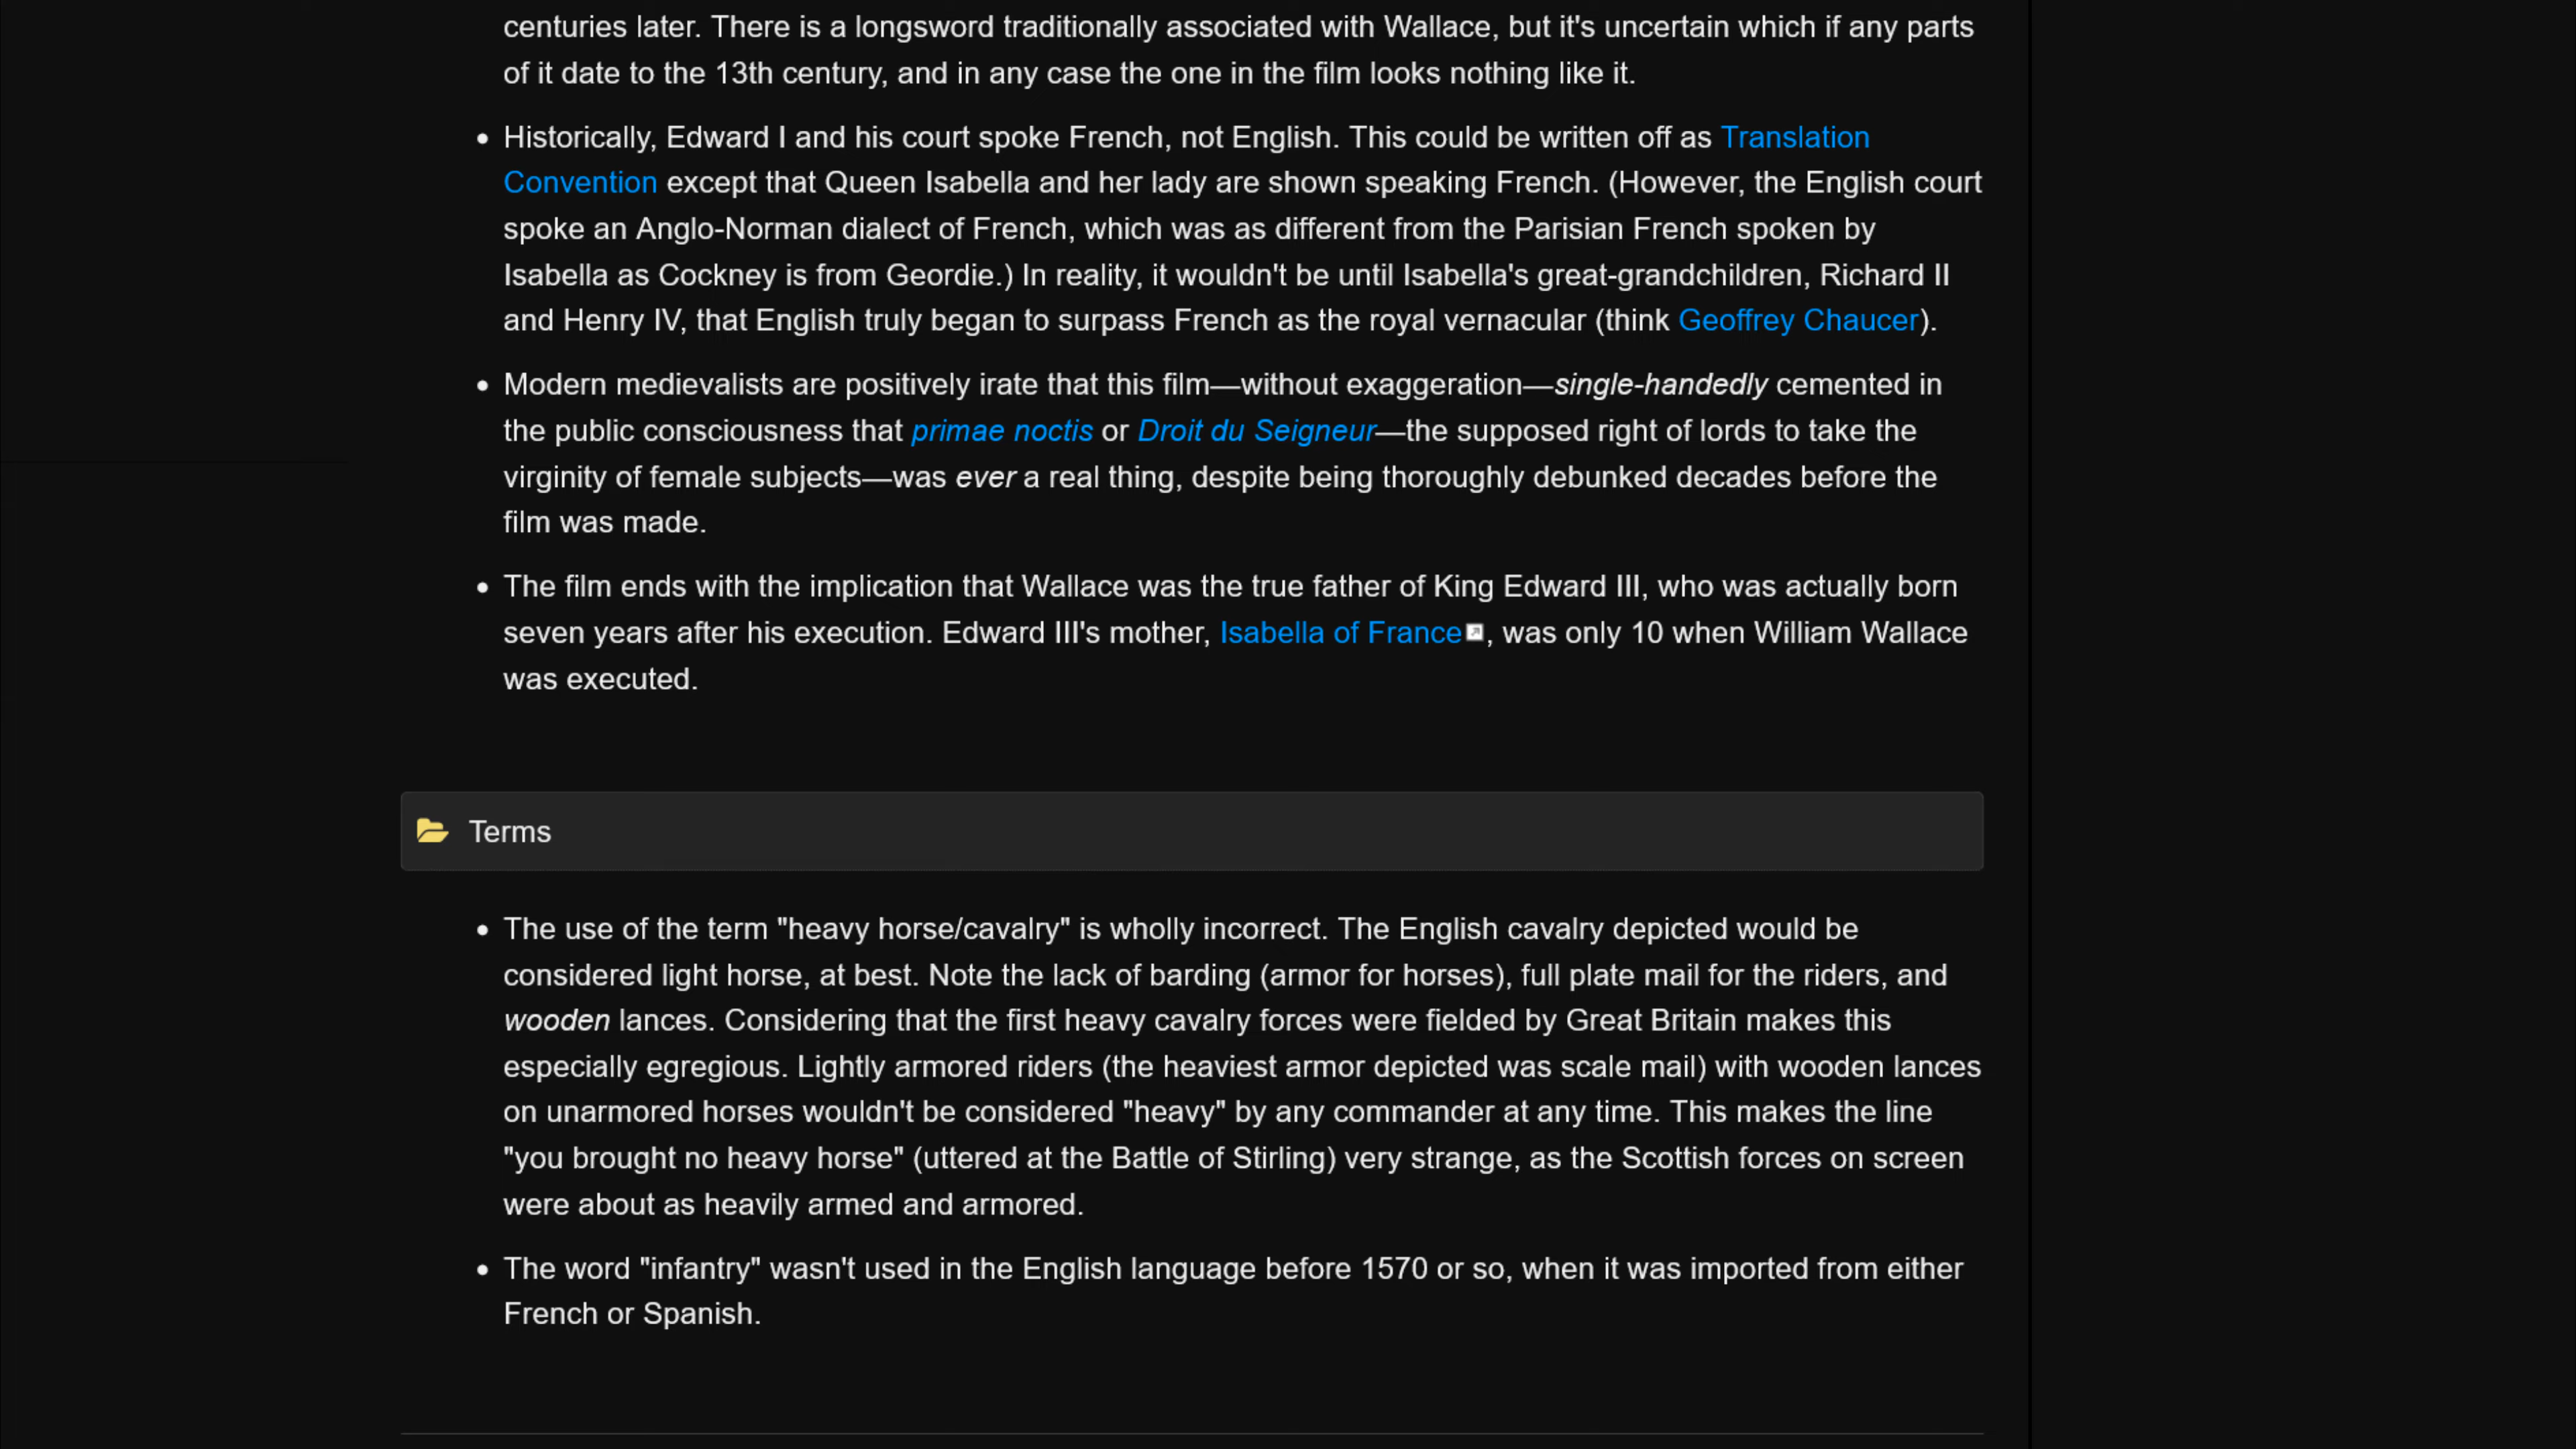 centuries later. There is a longsword traditionally associated with Wallace, but it's uncertain which if any parts
of it date to the 13th century, and in any case the one in the film looks nothing like it.
• Historically, Edward I and his court spoke French, not English. This could be written off as Translation
Convention except that Queen Isabella and her lady are shown speaking French. (However, the English court
spoke an Anglo-Norman dialect of French, which was as different from the Parisian French spoken by
Isabella as Cockney is from Geordie.) In reality, it wouldn't be until Isabella's great-grandchildren, Richard II
and Henry IV, that English truly began to surpass French as the royal vernacular (think Geoffrey Chaucer).
• Modern medievalists are positively irate that this film—without exaggeration—single-handedly cemented in
the public consciousness that primae noctis or Droit du Seigneur—the supposed right of lords to take the
virginity of female subjects—was ever a real thing, despite being thoroughly debunked decades before the
film was made.
• The film ends with the implication that Wallace was the true father of King Edward III, who was actually born
seven years after his execution. Edward III's mother, Isabella of France, was only 10 when William Wallace
was executed.
Terms
• The use of the term "heavy horse/cavalry" is wholly incorrect. The English cavalry depicted would be
considered light horse, at best. Note the lack of barding (armor for horses), full plate mail for the riders, and
wooden lances. Considering that the first heavy cavalry forces were fielded by Great Britain makes this
especially egregious. Lightly armored riders (the heaviest armor depicted was scale mail) with wooden lances
on unarmored horses wouldn't be considered "heavy" by any commander at any time. This makes the line
"you brought no heavy horse" (uttered at the Battle of Stirling) very strange, as the Scottish forces on screen
were about as heavily armed and armored.
• The word "infantry" wasn't used in the English language before 1570 or so, when it was imported from either
French or Spanish.